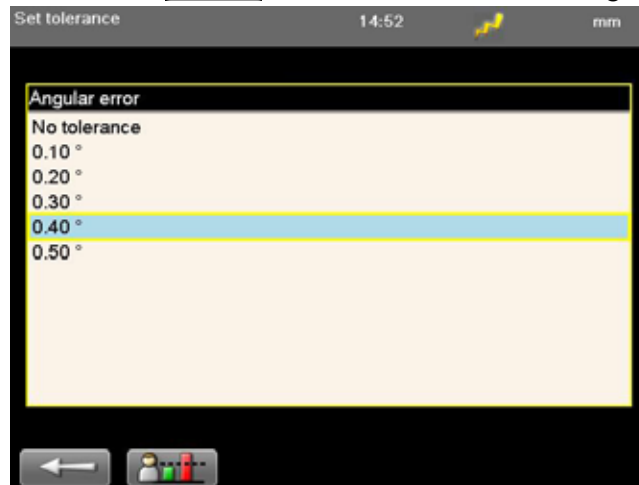 Set tolerance 14:52 mm
Angular error
No tolerance
0.10 °
0.20 °
0.30 °
0.40 °
0.50 °